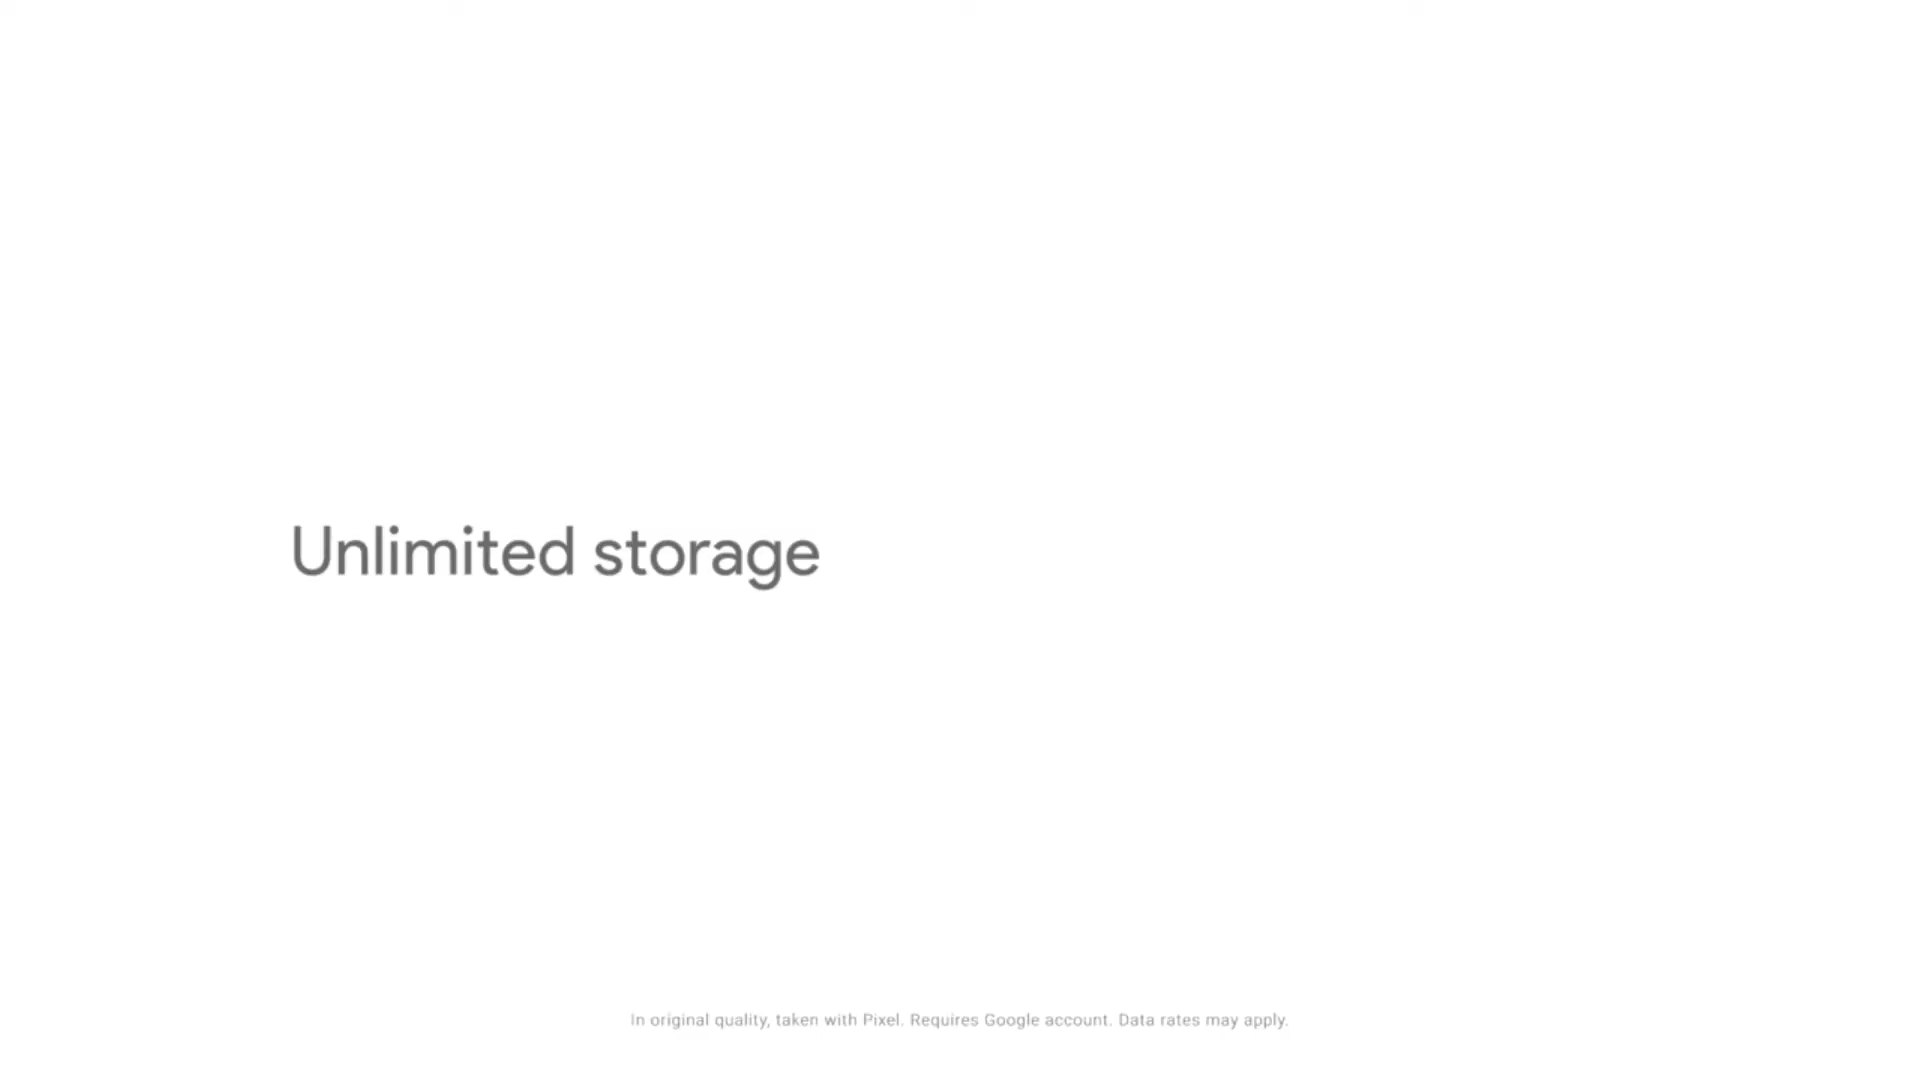 Unlimited storage
In original quality, taken with Pixel. Requires Google account. Data rates may apply.